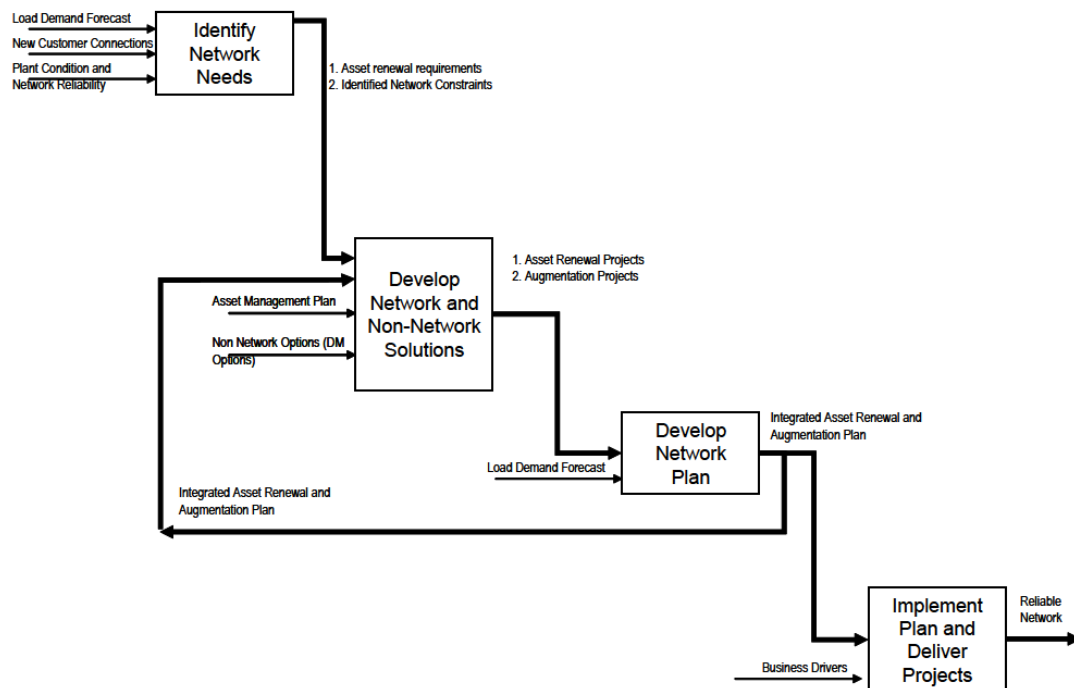 Load Demand Forecast
New Customer Connections
Plant Condition and
Network Reliability
Identify
Network
Needs
1. Asset renewal requirements
2. Identified Network Constraints
Develop
Network and
Non-Network
Solutions
1. Asset Renewal Projects
2. Augmentation Projects
Asset Management Plan
Non Network Options (DM
Options)
Develop
Network
Plan
Integrated Asset Renewal and
Augmentation Plan
Load Demand Forecast
Integrated Asset Renewal and
Augmentation Plan
Implement
Plan and
Deliver
Projects
Reliable
Network
Business Drivers